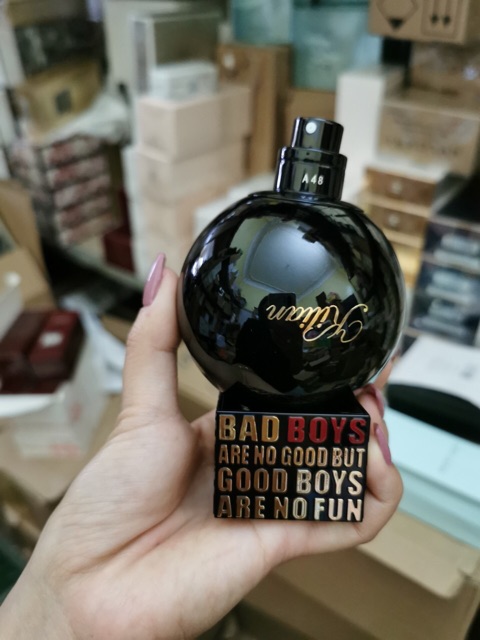 A48
Kilian
BAD BOYS
ARE NO GOOD BUT
GOOD BOYS
ARE NO FUN